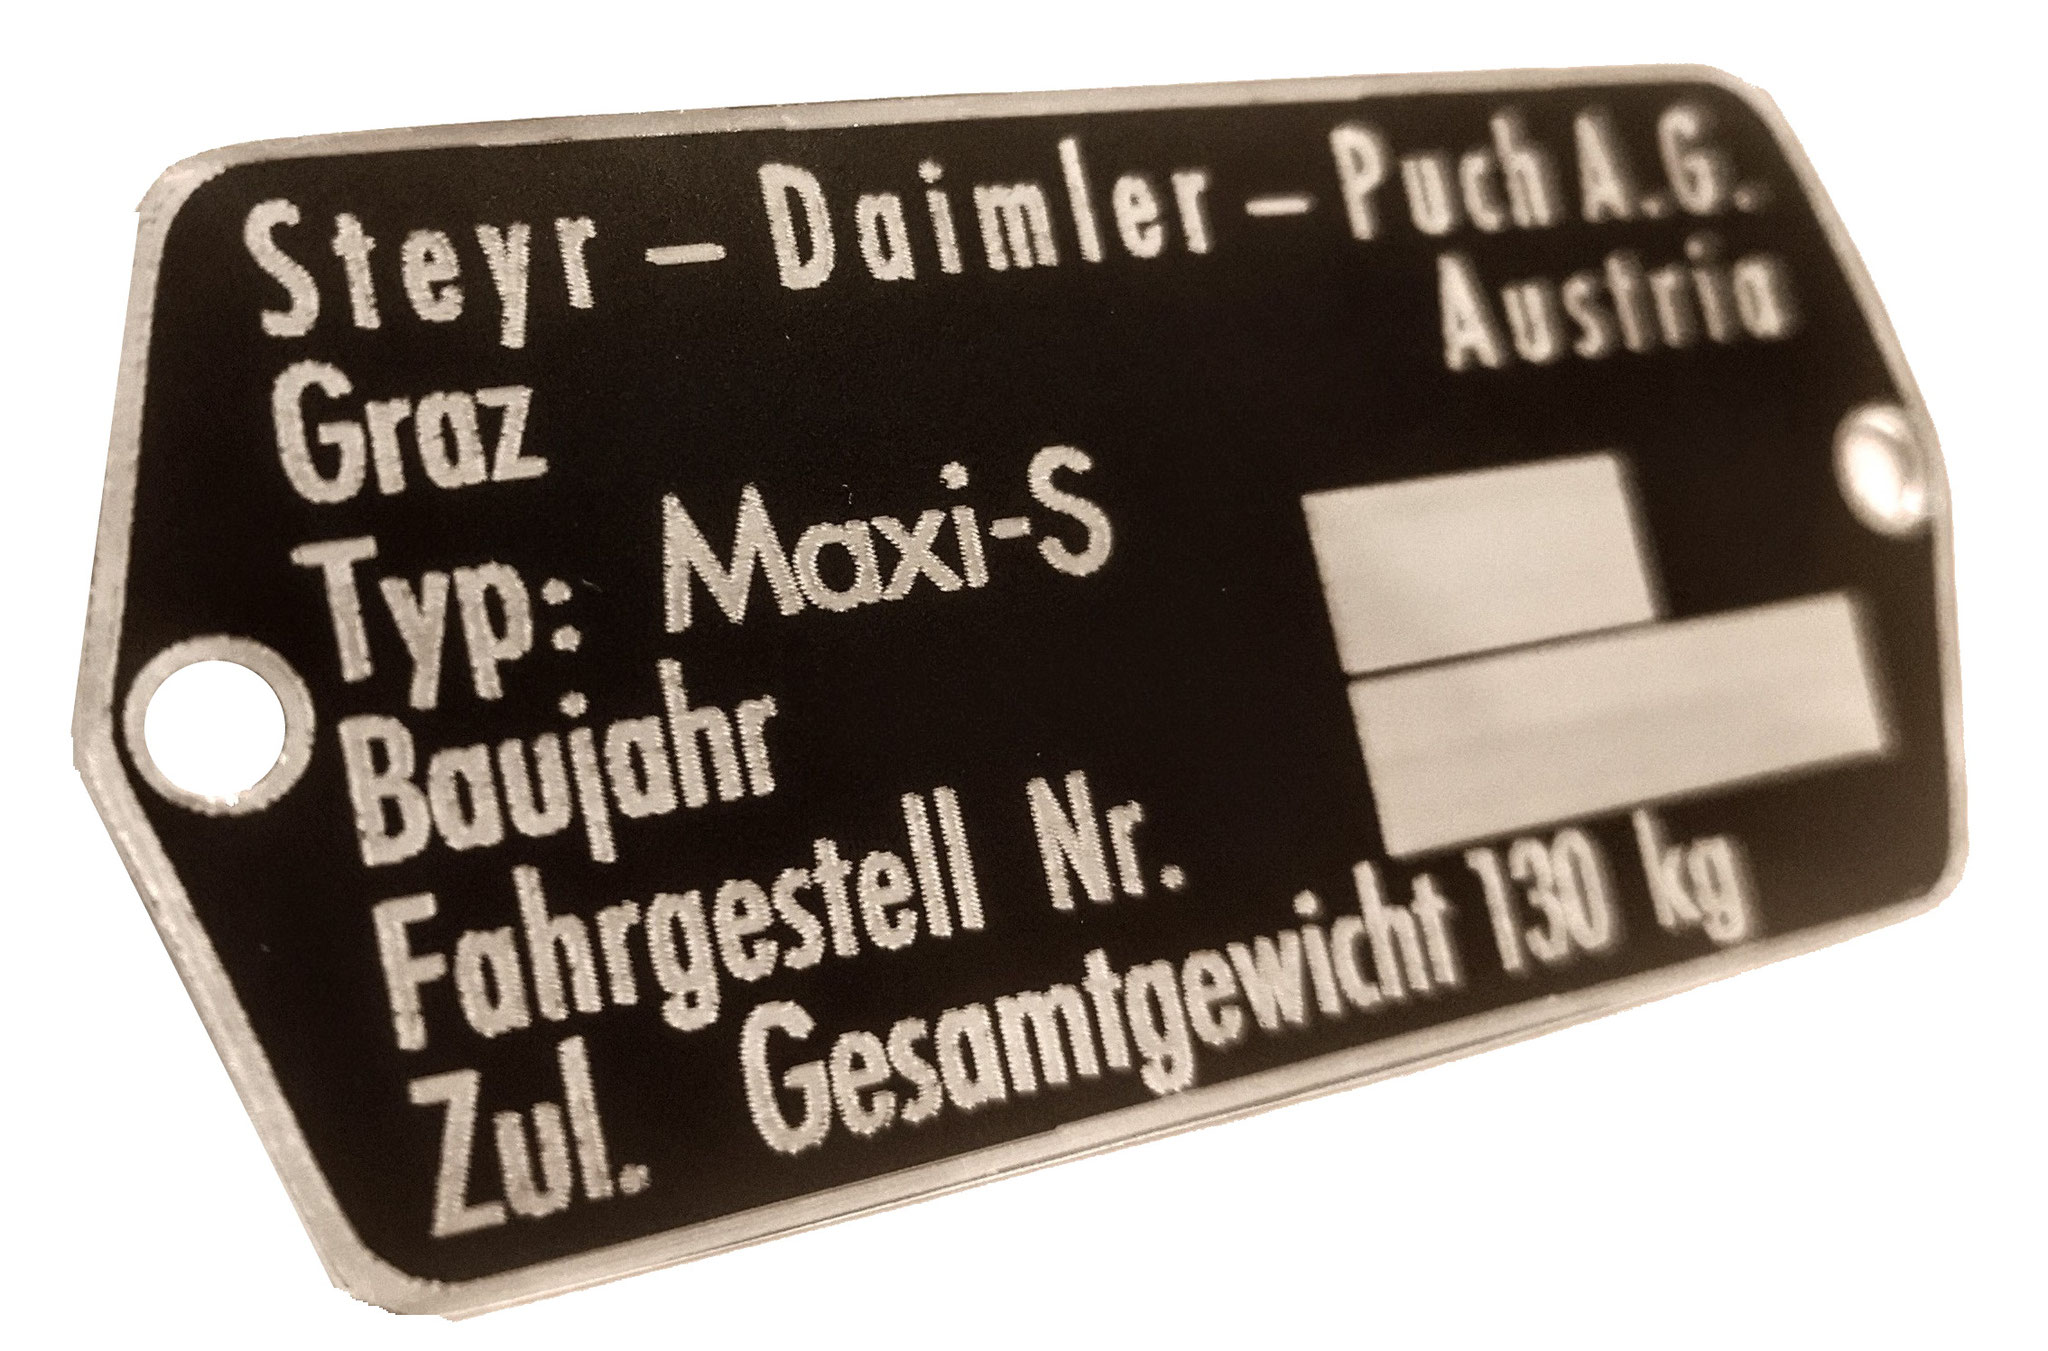 Steyr – Daimler – Puch A.G.
Austria
Graz
Typ: Maxi-S
Baujahr
Fahrgestell Nr.
Zul. Gesamtgewicht 130 kg